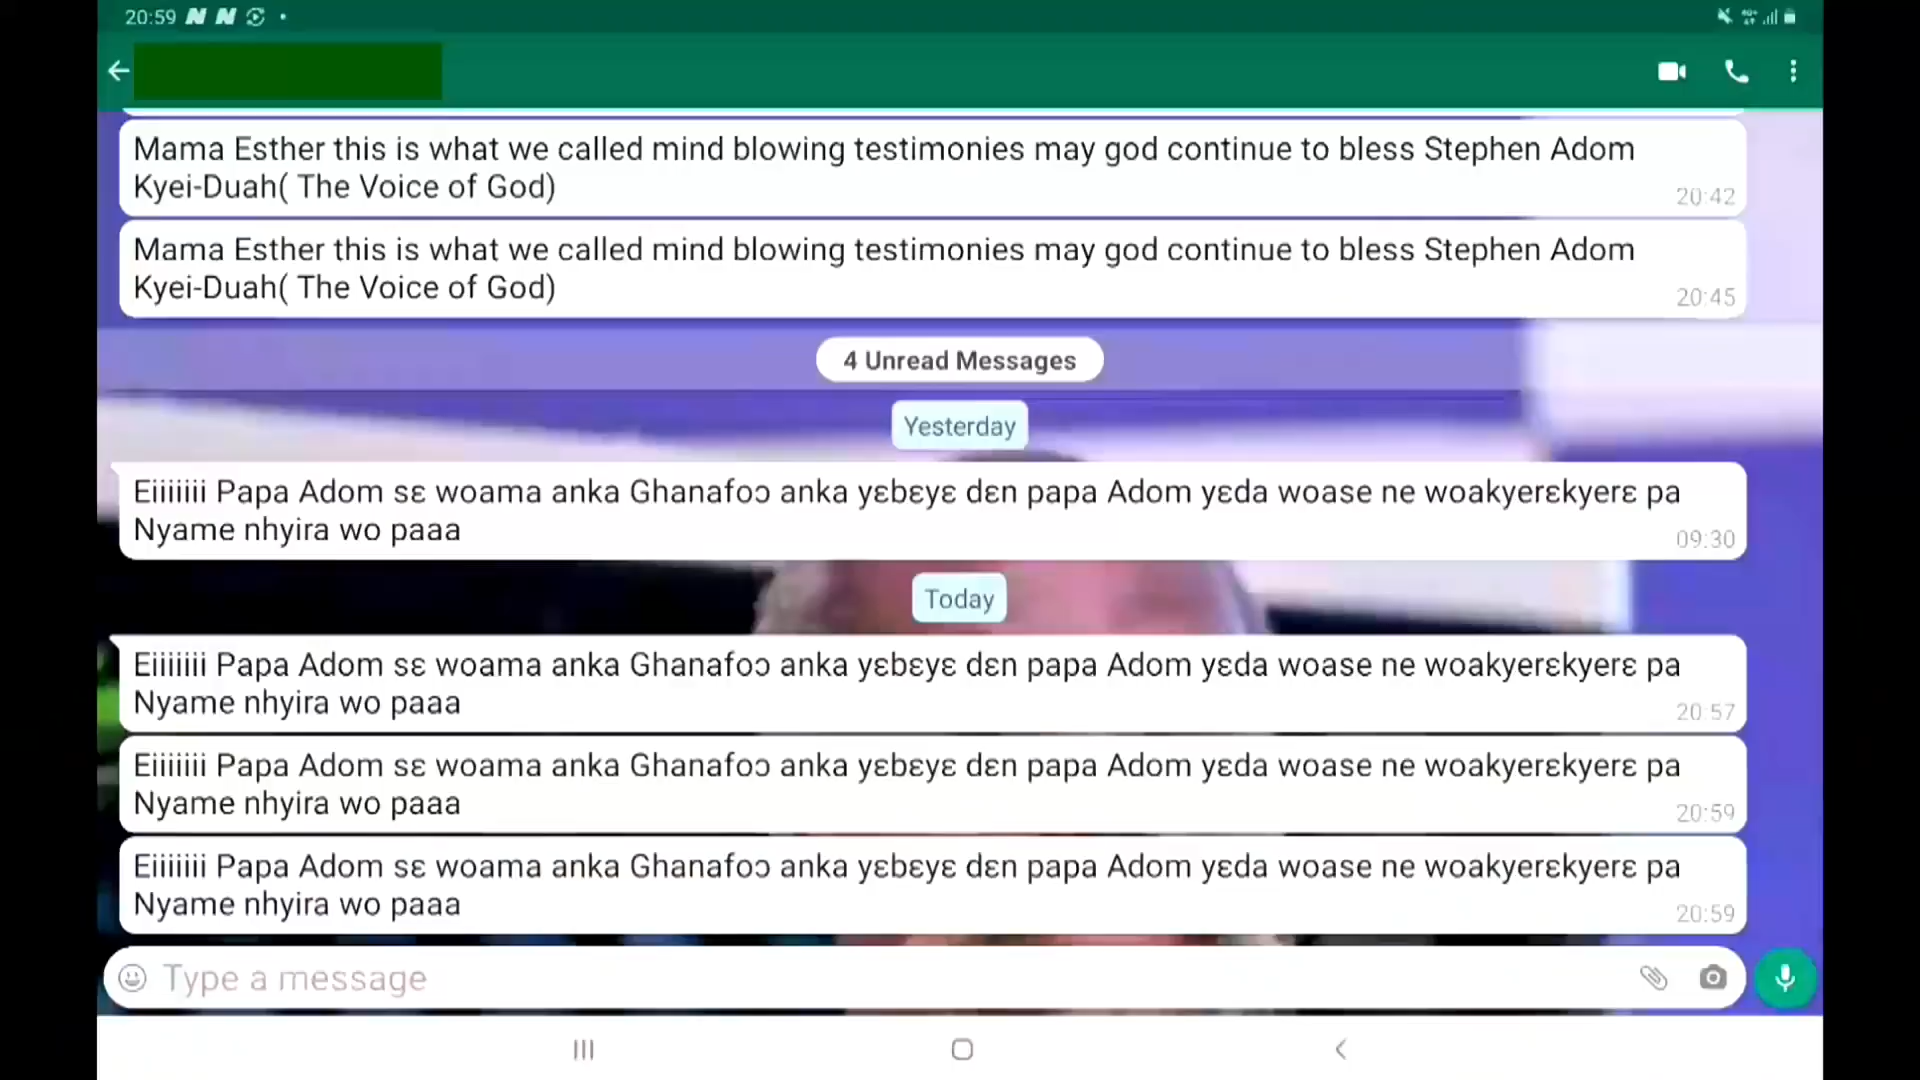 20:59
Mama Esther this is what we called mind blowing testimonies may god continue to bless Stephen Adom
Kyei-Duah( The Voice of God)
20:42
Mama Esther this is what we called mind blowing testimonies may god continue to bless Stephen Adom
Kyei-Duah( The Voice of God)
20:45
4 Unread Messages
Yesterday
Eiiiiiii Papa Adom sɛ woama anka Ghanafoɔ anka yɛbɛyɛ dɛn papa Adom yɛda woase ne woakyerɛkyerɛ pa
Nyame nhyira wo paaa
09:30
Today
Eiiiiiii Papa Adom sɛ woama anka Ghanafoɔ anka yɛbɛyɛ dɛn papa Adom yɛda woase ne woakyerɛkyerɛ pa
Nyame nhyira wo paaa
20:57
Eiiiiiii Papa Adom sɛ woama anka Ghanafoɔ anka yɛbɛyɛ dɛn papa Adom yɛda woase ne woakyerɛkyerɛ pa
Nyame nhyira wo paaa
20:59
Eiiiiiii Papa Adom sɛ woama anka Ghanafoɔ anka yɛbɛyɛ dɛn papa Adom yɛda woase ne woakyerɛkyerɛ pa
Nyame nhyira wo paaa
20:59
Type a message